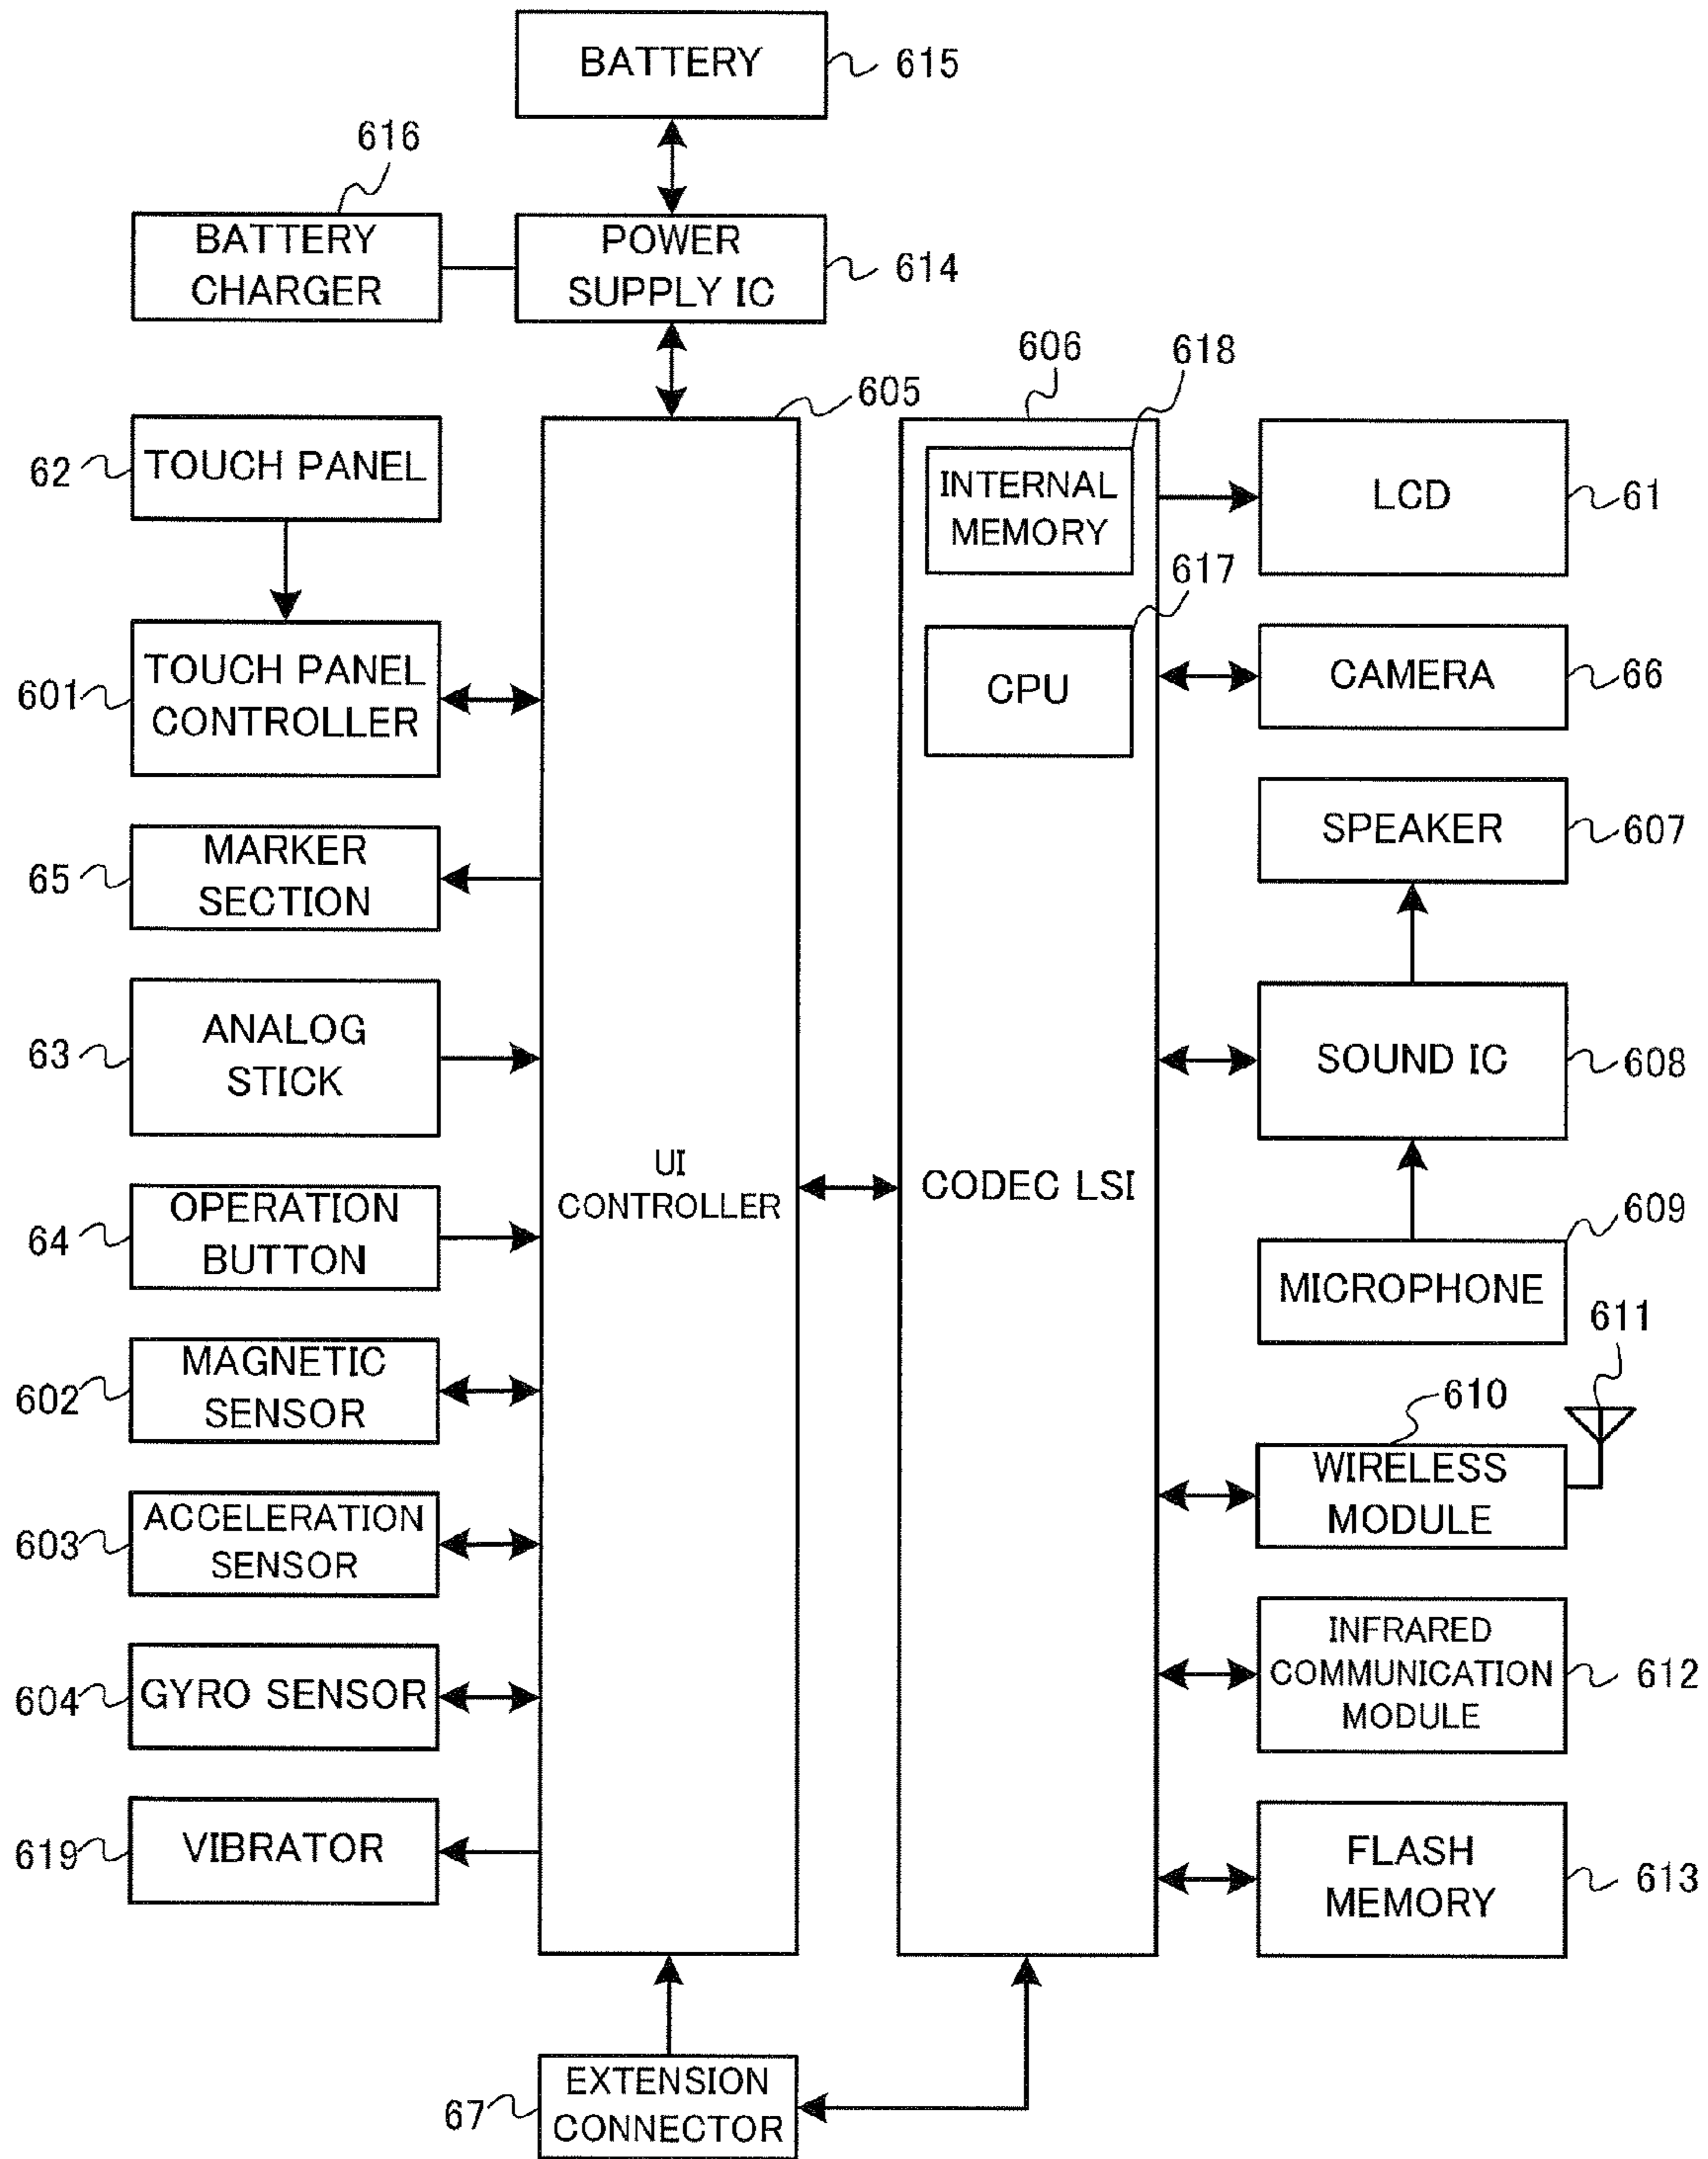 BATTERY
615
616
BATTERY
CHARGER
POWER
SUPPLY IC
614
605
606
618
62
TOUCH PANEL
INTERNAL
MEMORY
LCD
61
617
601
TOUCH PANEL
CONTROLLER
CPU
CAMERA
66
65
MARKER
SECTION
SPEAKER
607
63
ANALOG
STICK
SOUND IC
608
UI
CONTROLLER
CODEC LSI
64
OPERATION
BUTTON
609
MICROPHONE
611
602
MAGNETIC
SENSOR
610
WIRELESS
MODULE
603
ACCELERATION
SENSOR
604
GYRO SENSOR
INFRARED
COMMUNICATION
MODULE
612
619
VIBRATOR
FLASH
MEMORY
613
67
EXTENSION
CONNECTOR